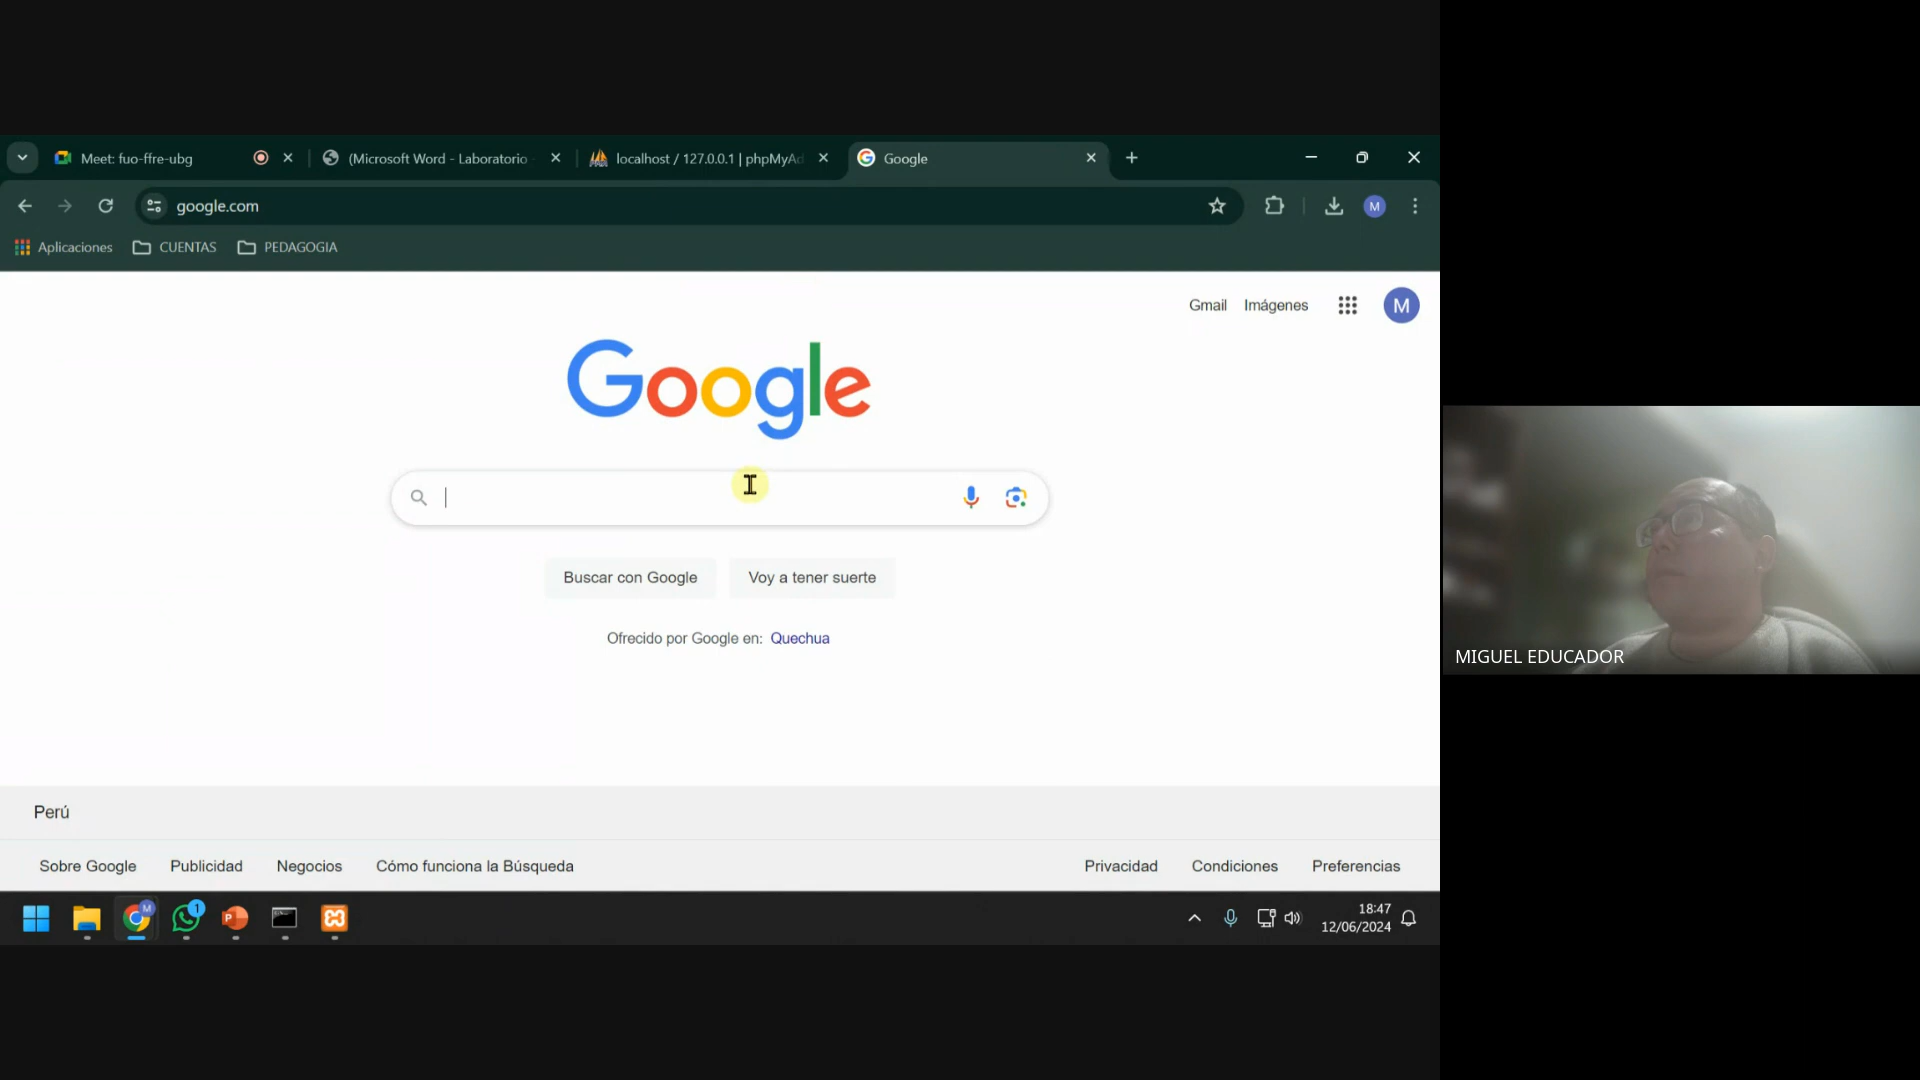 Meet: fuo-ffre-ubg
(Microsoft Word - Laboratorio
localhost / 127.0.0.1 | phpMyAd
Google
google.com
M
Aplicaciones
CUENTAS
PEDAGOGIA
Gmail
Imágenes
M
Google
Buscar con Google
Voy a tener suerte
Ofrecido por Google en: Quechua
MIGUEL EDUCADOR
Perú
Sobre Google
Publicidad
Negocios
Cómo funciona la Búsqueda
Privacidad
Condiciones
Preferencias
M
1
P
18:47
12/06/2024